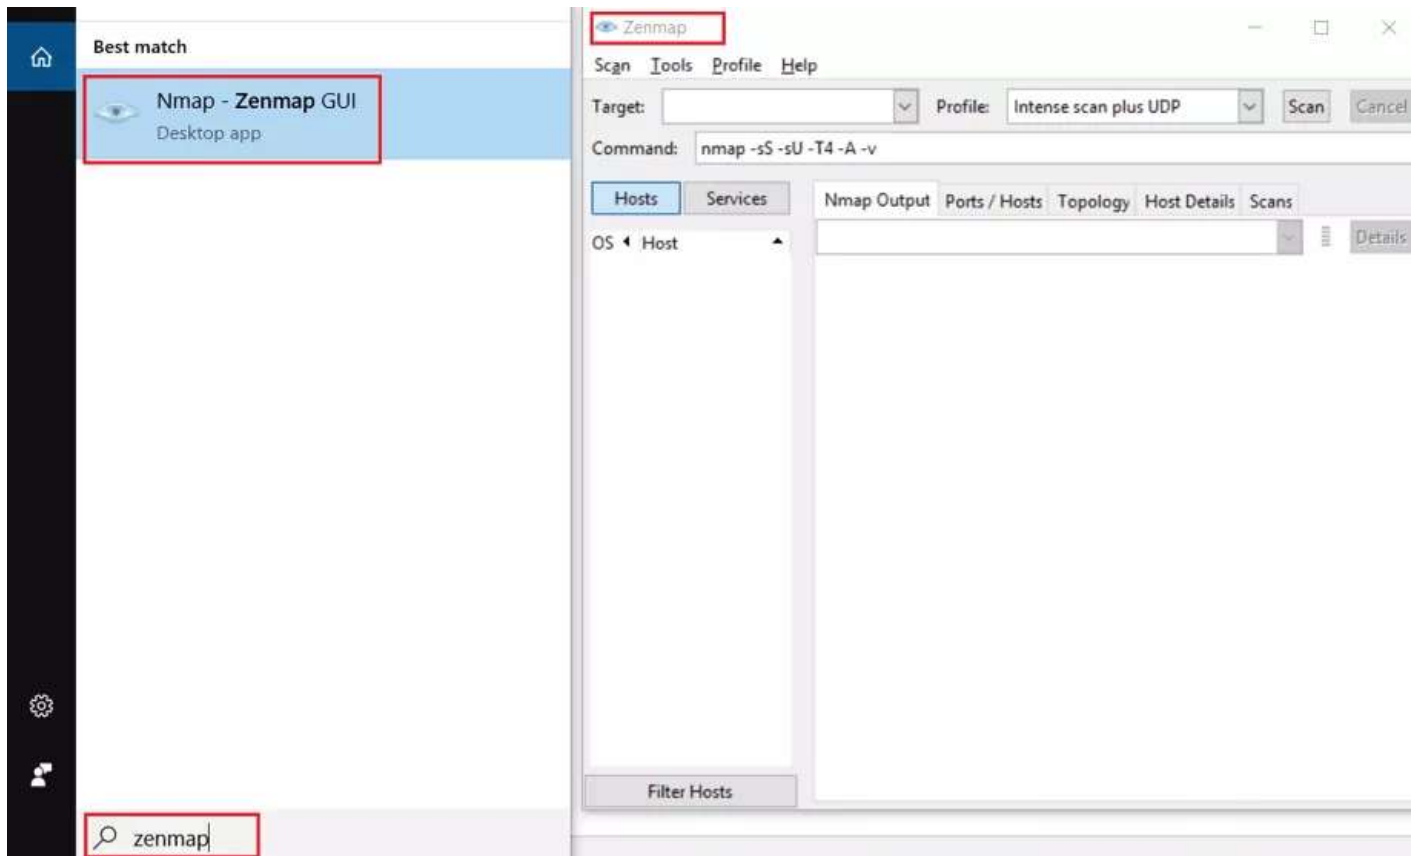 Best match
Nmap - Zenmap GUI
Desktop app
zenmap
Zenmap
Scan Tools Profile Help
Target: Profile: Intense scan plus UDP Scan Cancel
Command: nmap -sS -sU -T4 -A -v
Hosts Services Nmap Output Ports / Hosts Topology Host Details Scans
OS Host Details
Filter Hosts